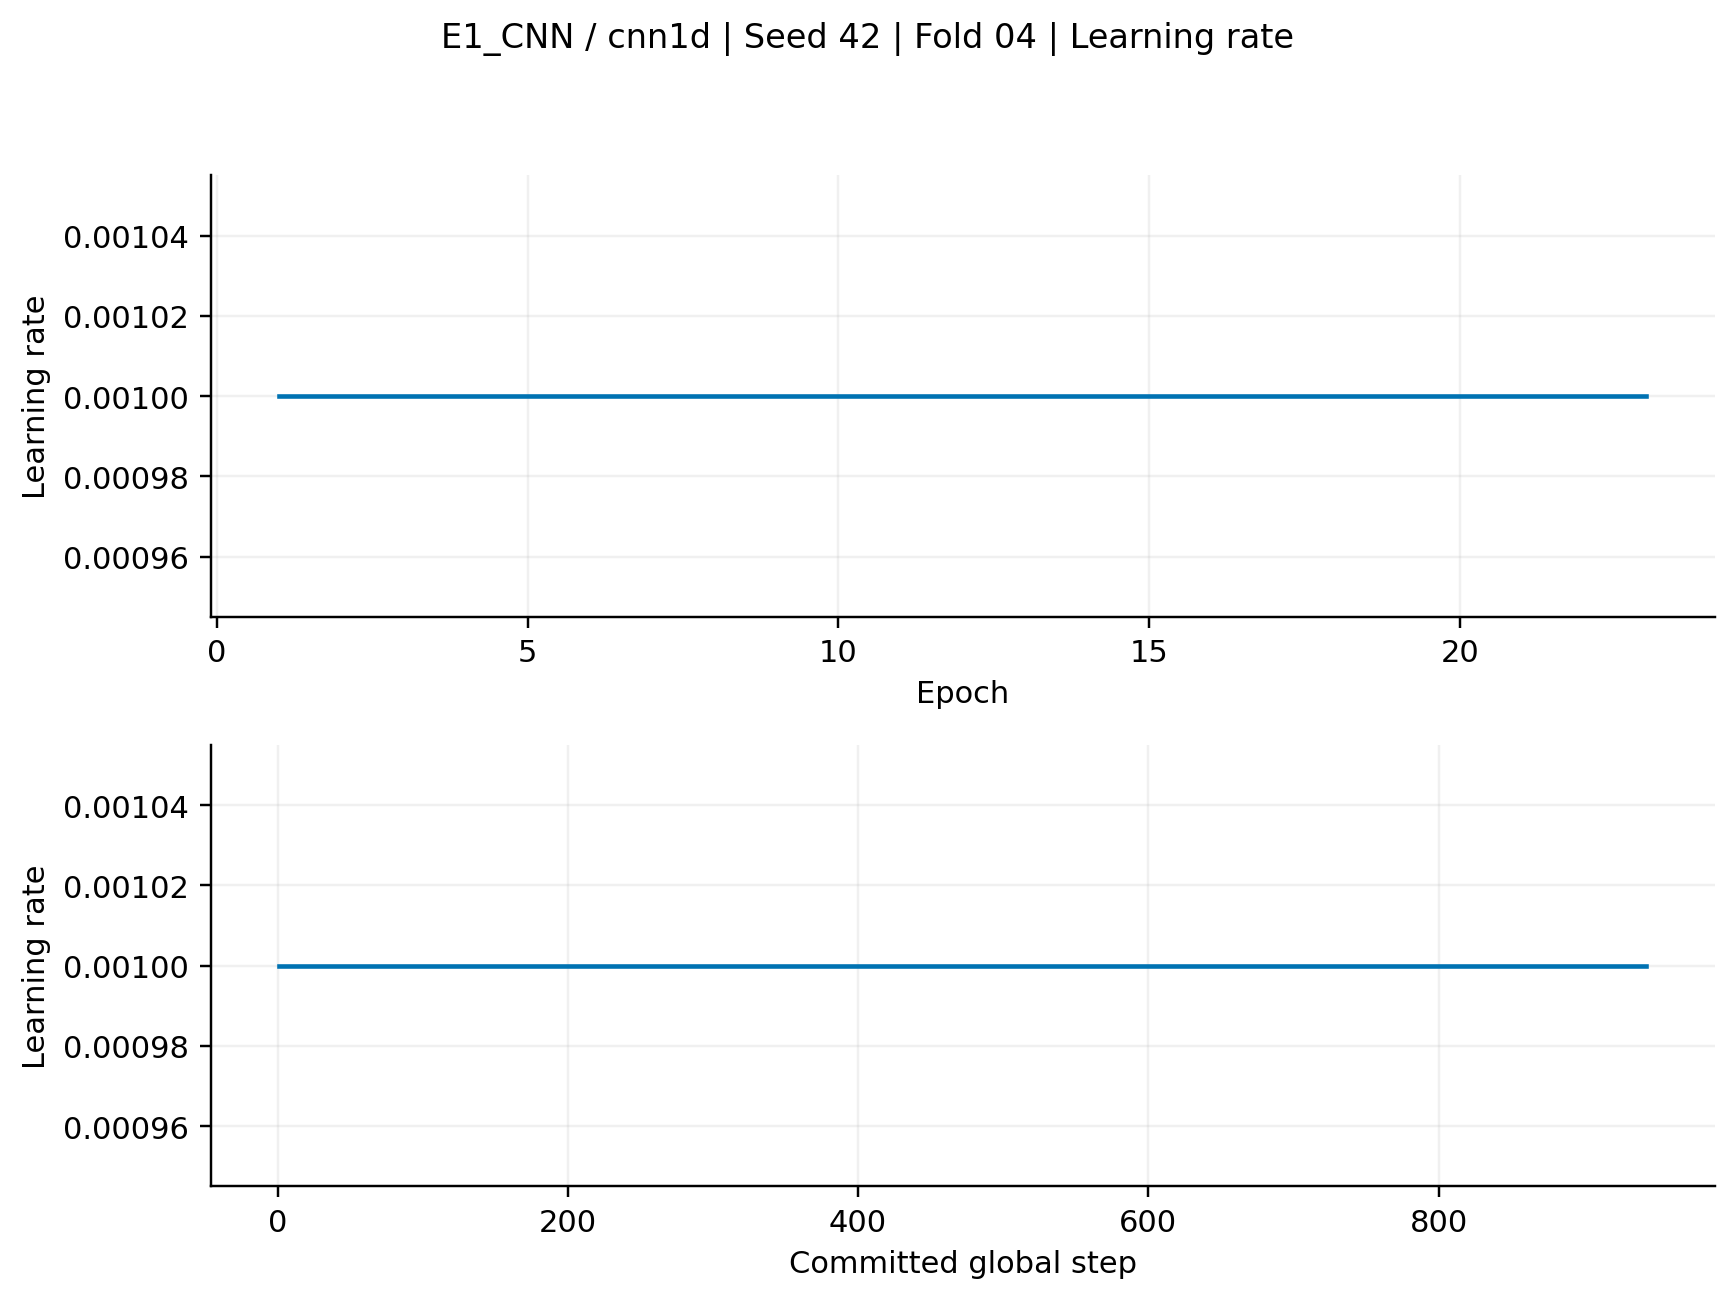 E1_CNN / cnn1d | Seed 42 | Fold 04 | Learning rate
0.00104
0.00102
0.00100
0.00098
0.00096
Learning rate
0 5 10 15 20
Epoch
0.00104
0.00102
0.00100
0.00098
0.00096
Learning rate
0 200 400 600 800
Committed global step